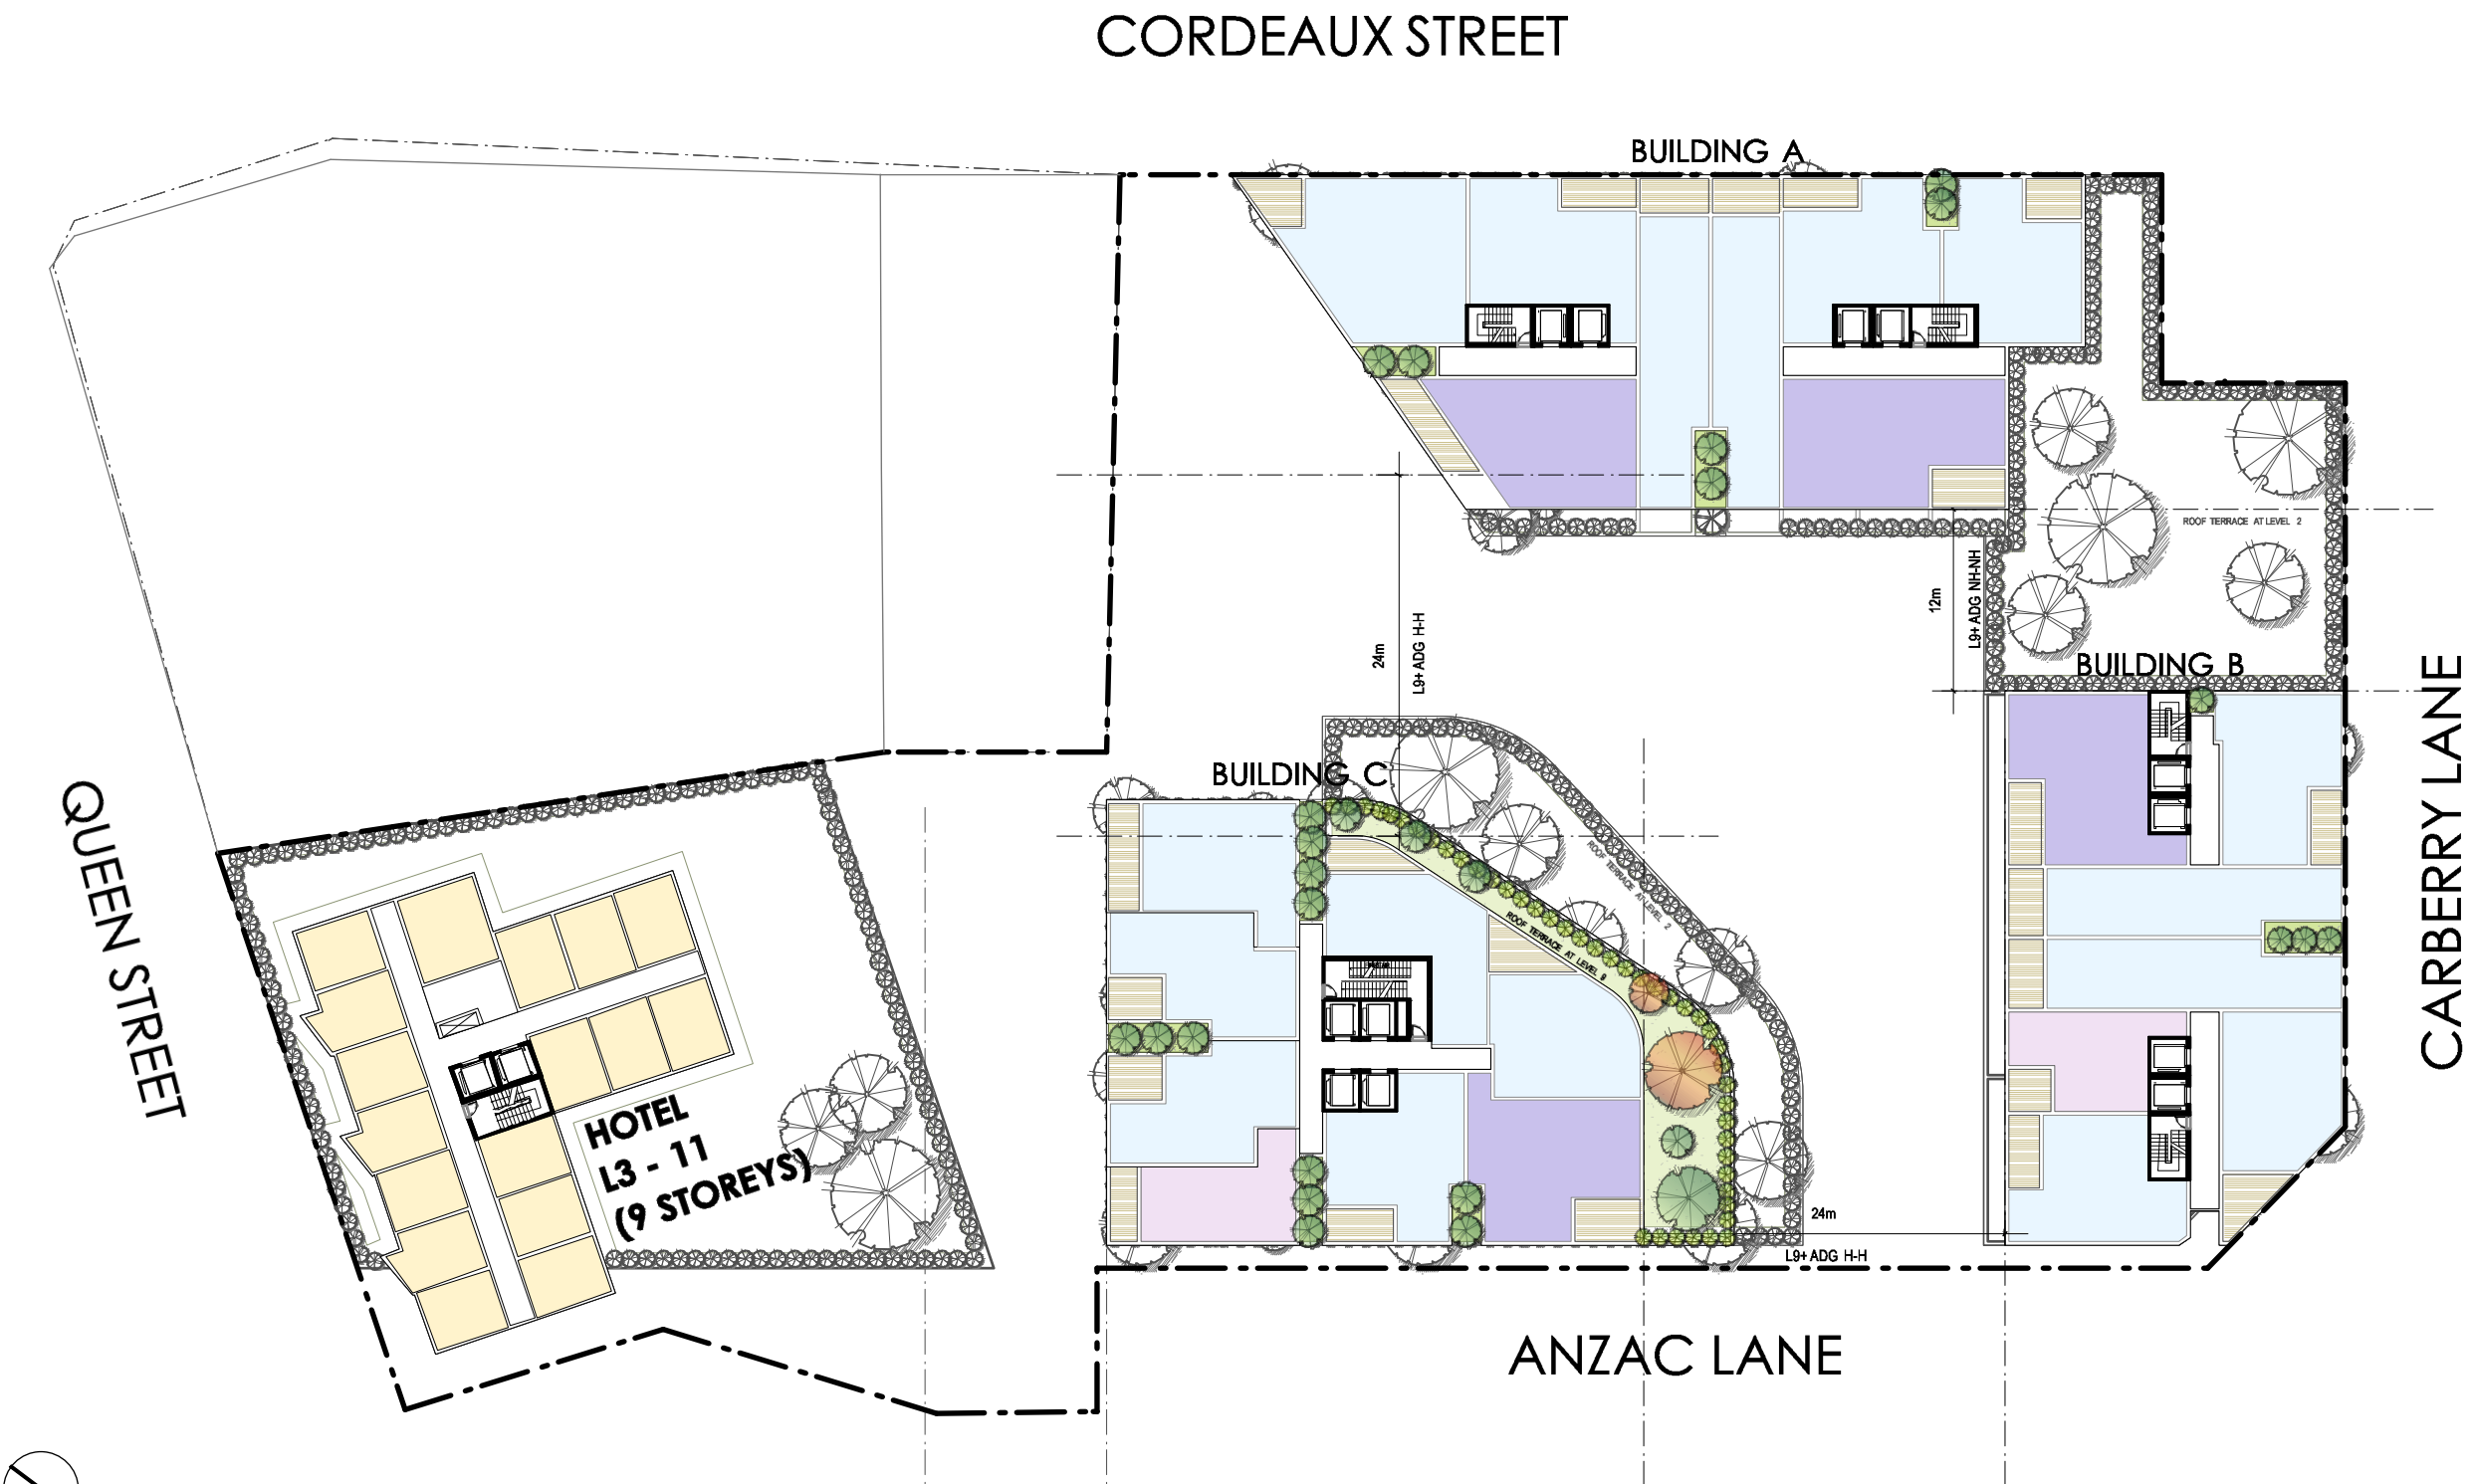 CORDEAUX STREET
BUILDING A
ROOF TERRACE AT LEVEL 2
L9+ ADG NH-NH
12m
24m
L9+ ADG H-H
BUILDING B
CARBERRY LANE
BUILDING C
QUEEN STREET
ROOF TERRACE AT LEVEL 2
ROOF TERRACE AT LEVEL 9
HOTEL
L3 - 11
(9 STOREYS)
24m
L9+ ADG H-H
ANZAC LANE